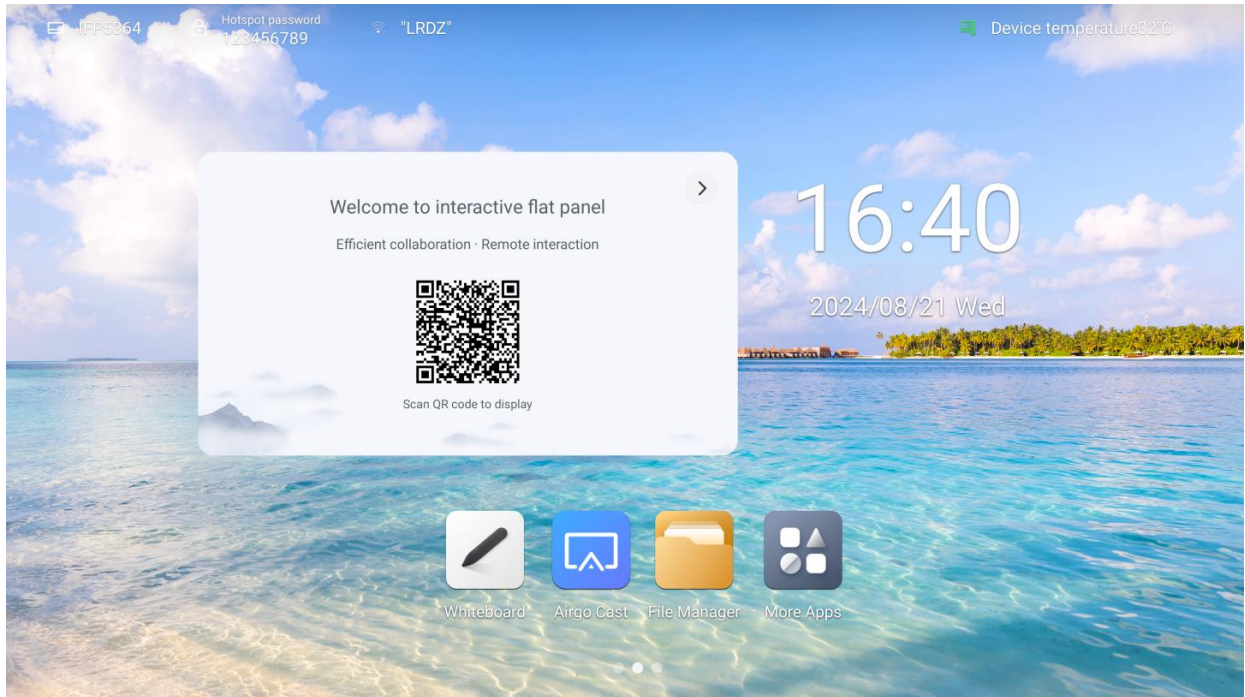 IFP5364
Hotspot password
123456789
"LRDZ"
Device temperature32°C
Welcome to interactive flat panel
Efficient collaboration · Remote interaction
Scan QR code to display
16:40
2024/08/21 Wed
Whiteboard
Airgo Cast
File Manager
More Apps